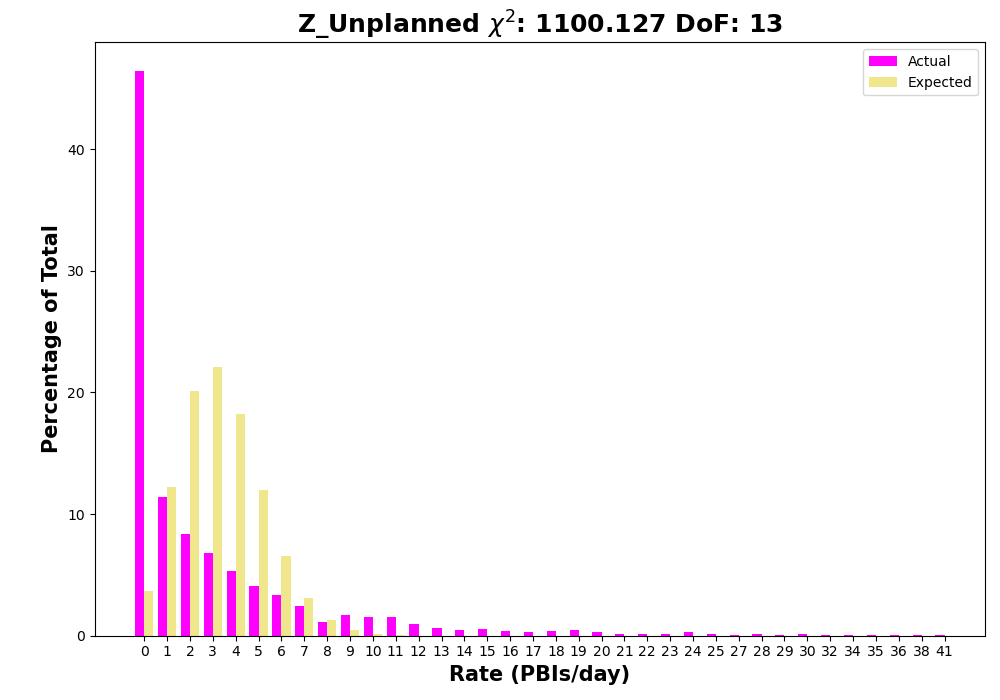 Z_Unplanned χ²: 1100.127 DoF: 13
Actual
Expected
Percentage of Total
40
30
20
10
0
0 1 2 3 4 5 6 7 8 9 10 11 12 13 14 15 16 17 18 19 20 21 22 23 24 25 27 28 29 30 32 34 35 36 38 41
Rate (PBIs/day)